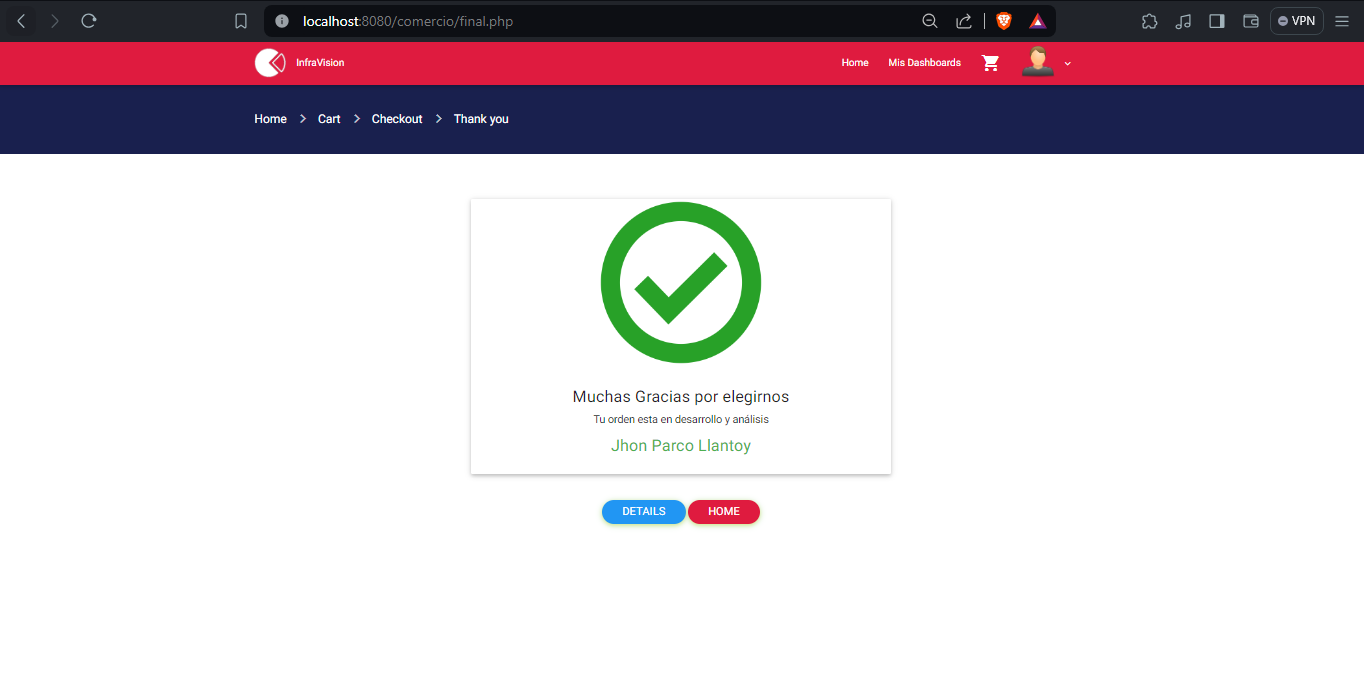 localhost:8080/comercio/final.php
VPN
InfraVision
Home
Mis Dashboards
Home > Cart > Checkout > Thank you
Muchas Gracias por elegirnos
Tu orden esta en desarrollo y análisis
Jhon Parco Llantoy
DETAILS
HOME